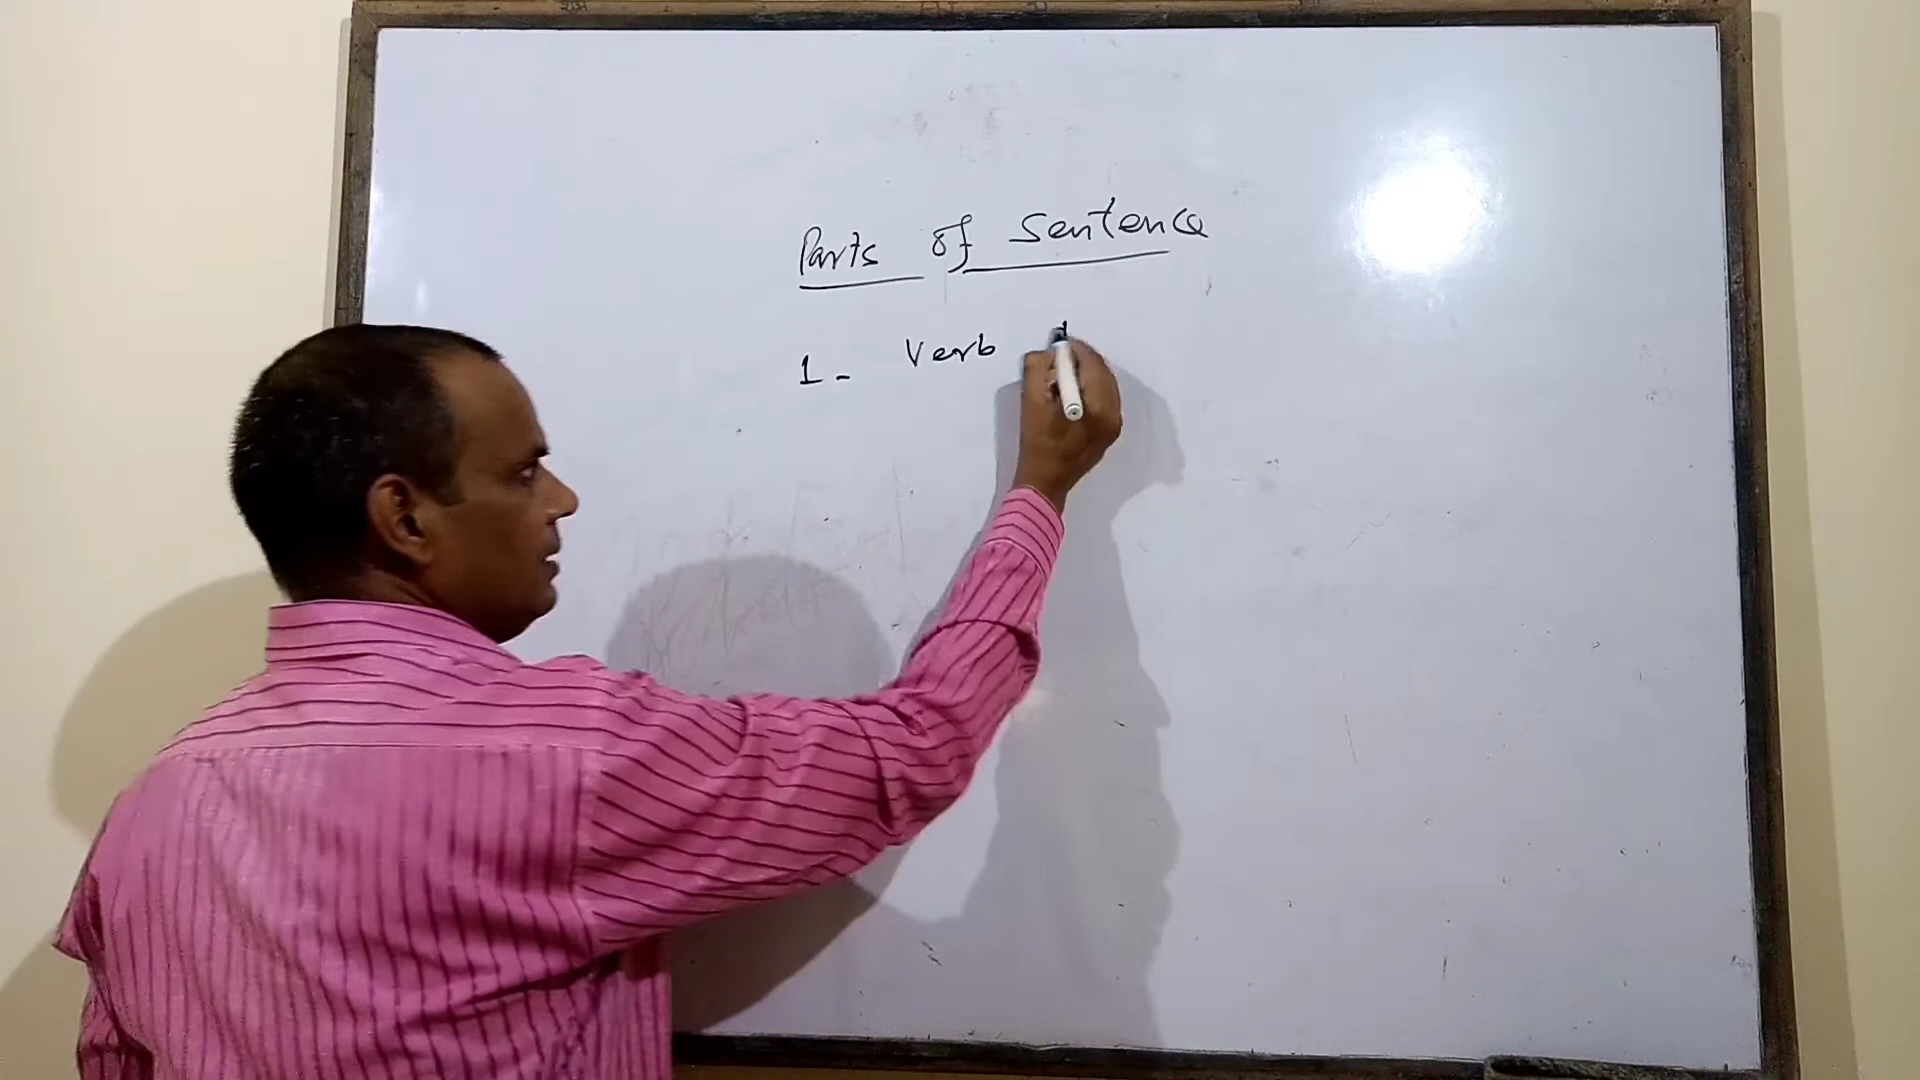 Parts of Sentence
1- Verb